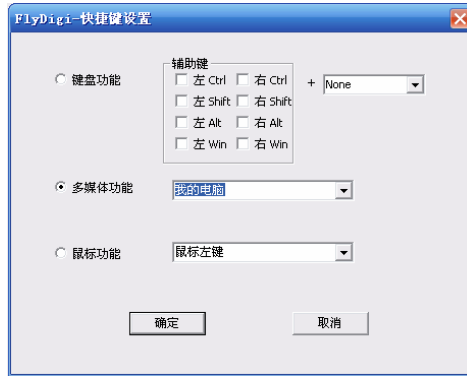 FlyDigi-快捷键设置
辅助键
键盘功能
左 Ctrl 右 Ctrl + None
左 Shift 右 Shift
左 Alt 右 Alt
左 Win 右 Win
多媒体功能 我的电脑
鼠标功能 鼠标左键
确定 取消